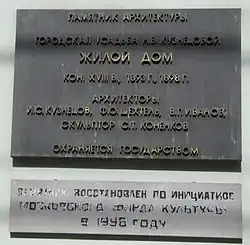 ПАМЯТНИК АРХИТЕКТУРЫ
ГОРОДСКАЯ УСАДЬБА Н.В. КУЗНЕЦОВОЙ
ЖИЛОЙ ДОМ
КОН. XVIII В., 1893 Г., 1898 Г.
АРХИТЕКТОРЫ
И.С. КУЗНЕЦОВ, Ф.О. ШЕХТЕЛЬ, В.Г. ИВАНОВ
СКУЛЬПТОР С.Т. КОНЕНКОВ
ОХРАНЯЕТСЯ ГОСУДАРСТВОМ
ПАМЯТНИК ВОССТАНОВЛЕН ПО ИНИЦИАТИВЕ
МОСКОВСКОГО ФОНДА КУЛЬТУРЫ
В 1996 ГОДУ